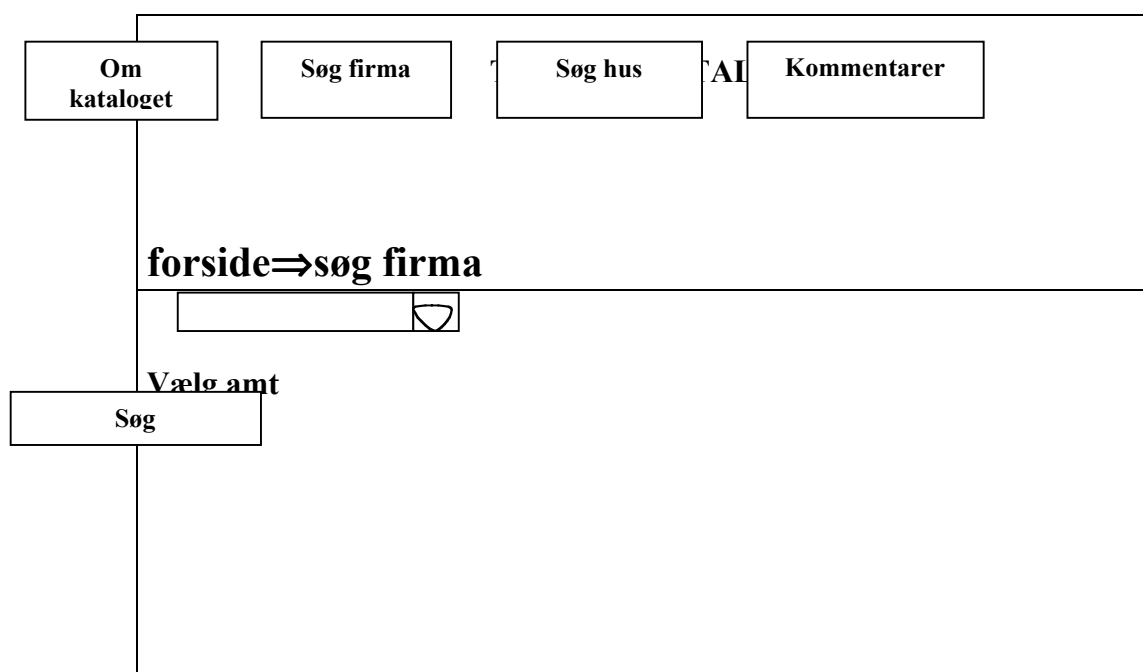 Om
kataloget
Søg firma
Søg hus
Kommentarer
forside⇒søg firma
Vælg amt
Søg